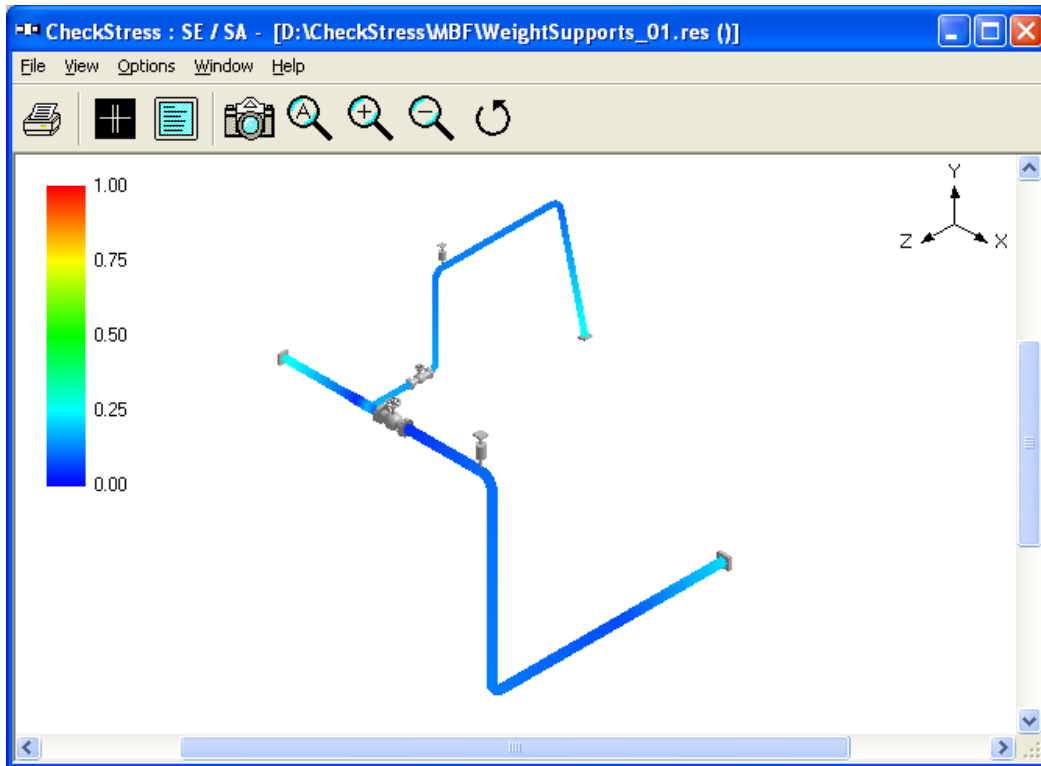 CheckStress : SE / SA - [D:\CheckStress\MBF\WeightSupports_01.res ()]
File View Options Window Help
A
1.00
0.75
0.50
0.25
0.00
Y
Z
X